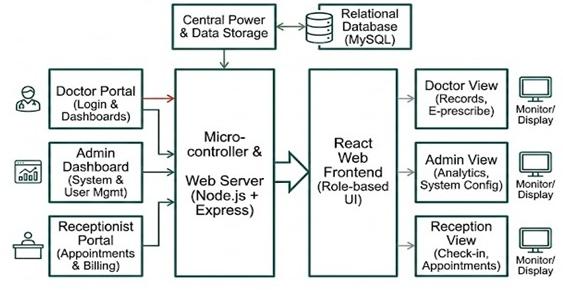 Central Power
& Data Storage
Relational
Database
(MySQL)
Doctor Portal
(Login &
Dashboards)
Admin
Dashboard
(System &
User Mgmt)
Receptionist
Portal
(Appointments
& Billing)
Micro-
controller &
Web Server
(Node.js +
Express)
React
Web
Frontend
(Role-based
UI)
Doctor View
(Records,
E-prescribe)
Monitor/
Display
Admin View
(Analytics,
System Config)
Monitor/
Display
Reception
View
(Check-in,
Appointments)
Monitor/
Display